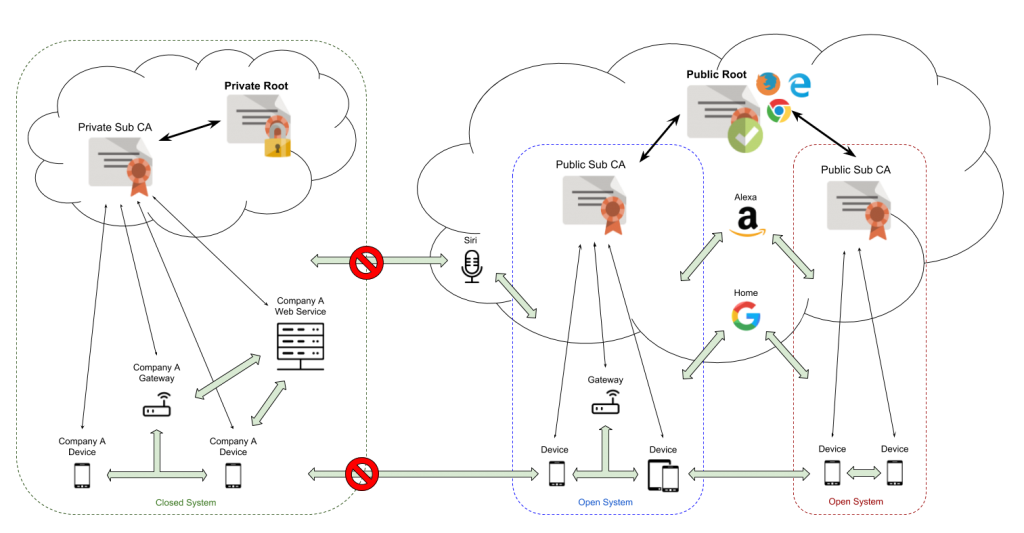 Private Root
Private Sub CA
Company A
Web Service
Company A
Gateway
Company A
Device
Company A
Device
Closed System
Siri
Public Root
Public Sub CA
Alexa
a
Home
G
Gateway
Device
Device
Open System
Public Sub CA
Device
Device
Open System